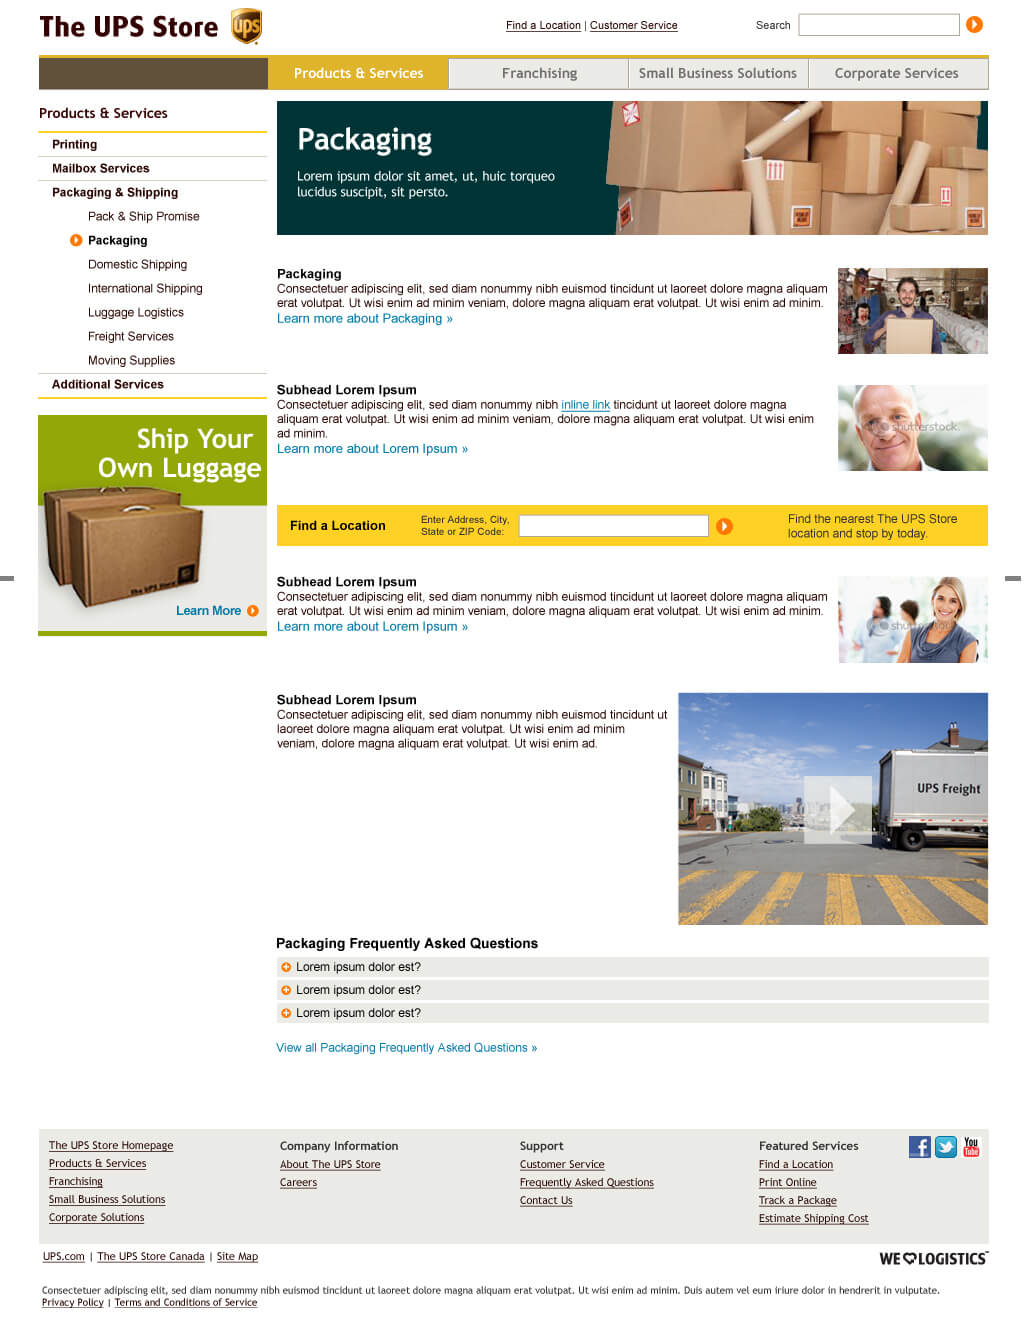 The UPS Store
ups
Find a Location | Customer Service
Search
Products & Services
Franchising
Small Business Solutions
Corporate Services
Products & Services
Printing
Mailbox Services
Packaging & Shipping
Pack & Ship Promise
Packaging
Domestic Shipping
International Shipping
Luggage Logistics
Freight Services
Moving Supplies
Additional Services
Ship Your
Own Luggage
The UPS Store
Learn More
Packaging
Lorem ipsum dolor sit amet, ut, huic torqueo
lucidus suscipit, sit persto.
Packaging
Consectetuer adipiscing elit, sed diam nonummy nibh euismod tincidunt ut laoreet dolore magna aliquam
erat volutpat. Ut wisi enim ad minim veniam, dolore magna aliquam erat volutpat. Ut wisi enim ad minim.
Learn more about Packaging »
Subhead Lorem Ipsum
Consectetuer adipiscing elit, sed diam nonummy nibh inline link tincidunt ut laoreet dolore magna
aliquam erat volutpat. Ut wisi enim ad minim veniam, dolore magna aliquam erat volutpat. Ut wisi enim
ad minim.
Learn more about Lorem Ipsum »
shutterstock
Find a Location
Enter Address, City,
State or ZIP Code:
Find the nearest The UPS Store
location and stop by today.
Subhead Lorem Ipsum
Consectetuer adipiscing elit, sed diam nonummy nibh euismod tincidunt ut laoreet dolore magna aliquam
erat volutpat. Ut wisi enim ad minim veniam, dolore magna aliquam erat volutpat. Ut wisi enim ad minim.
Learn more about Lorem Ipsum »
Subhead Lorem Ipsum
Consectetuer adipiscing elit, sed diam nonummy nibh euismod tincidunt ut
laoreet dolore magna aliquam erat volutpat. Ut wisi enim ad minim
veniam, dolore magna aliquam erat volutpat. Ut wisi enim ad.
UPS Freight
Packaging Frequently Asked Questions
Lorem ipsum dolor est?
Lorem ipsum dolor est?
Lorem ipsum dolor est?
View all Packaging Frequently Asked Questions »
The UPS Store Homepage
Products & Services
Franchising
Small Business Solutions
Corporate Solutions
Company Information
About The UPS Store
Careers
Support
Customer Service
Frequently Asked Questions
Contact Us
Featured Services
Find a Location
Print Online
Track a Package
Estimate Shipping Cost
f
You
Tube
UPS.com | The UPS Store Canada | Site Map
WE LOGISTICS™
Consectetuer adipiscing elit, sed diam nonummy nibh euismod tincidunt ut laoreet dolore magna aliquam erat volutpat. Ut wisi enim ad minim. Duis autem vel eum iriure dolor in hendrerit in vulputate.
Privacy Policy | Terms and Conditions of Service